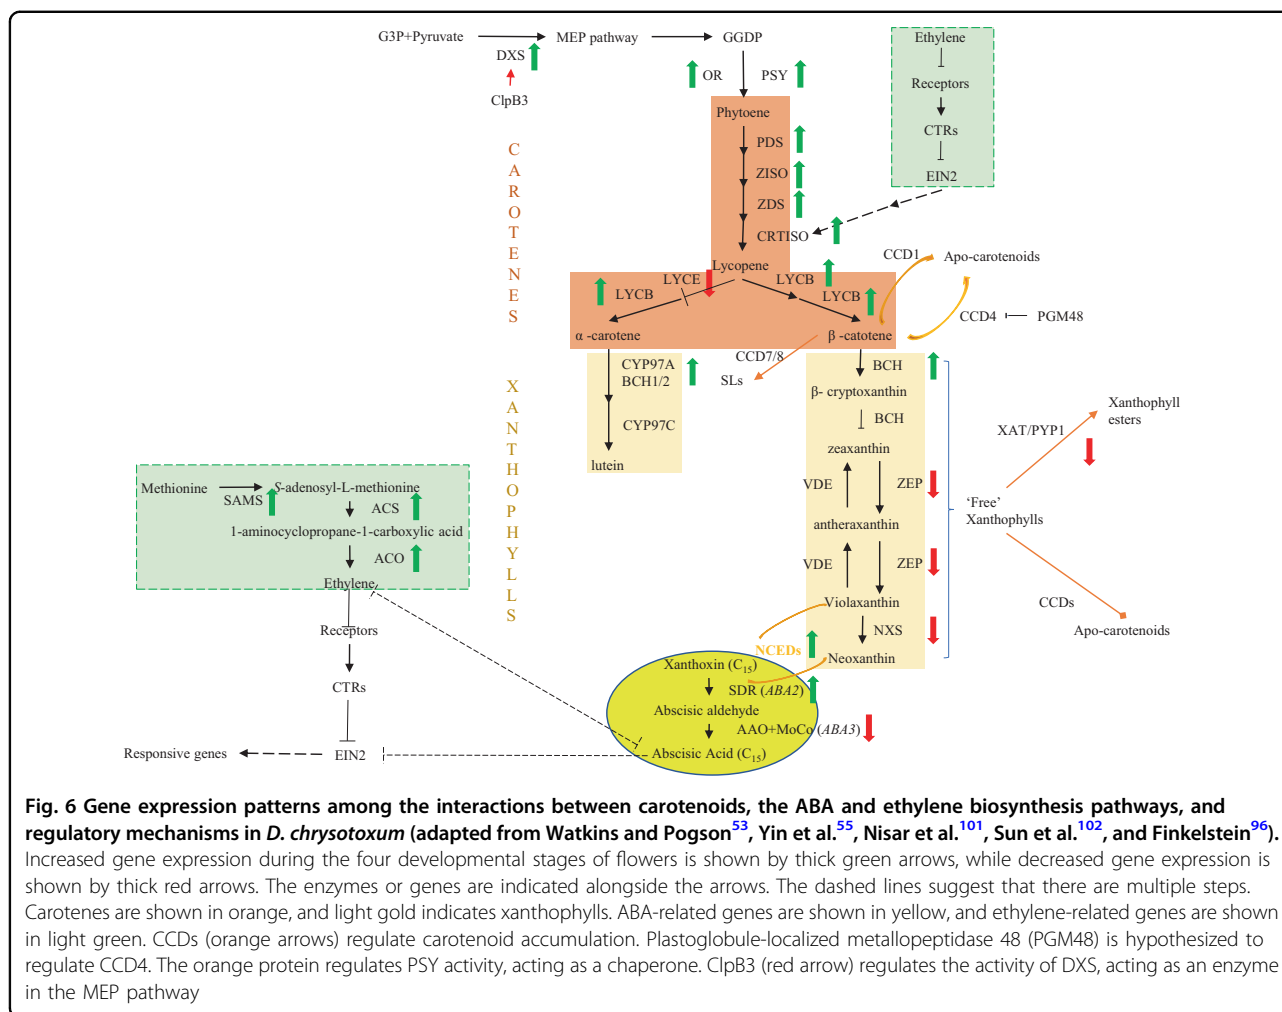 G3P+Pyruvate
MEP pathway
GGDP
DXS
ClpB3
OR
PSY
Ethylene
Receptors
CTRs
EIN2
Phytoene
PDS
ZISO
ZDS
CRTISO
Lycopene
CAROTENES
LYCE
LYCB
LYCB
LYCB
α -carotene
β -catotene
CCD1
Apo-carotenoids
CCD4
PGM48
CCD7/8
SLs
CYP97A
BCH1/2
CYP97C
lutein
XANTHOPHYLLS
BCH
β- cryptoxanthin
BCH
zeaxanthin
VDE
ZEP
antheraxanthin
VDE
ZEP
Violaxanthin
NXS
Neoxanthin
XAT/PYP1
Xanthophyll
esters
‘Free’
Xanthophylls
CCDs
Apo-carotenoids
Methionine
SAMS
S-adenosyl-L-methionine
ACS
1-aminocyclopropane-1-carboxylic acid
ACO
Ethylene
Receptors
CTRs
EIN2
Responsive genes
NCEDs
Xanthoxin (C15)
SDR (ABA2)
Abscisic aldehyde
AAO+MoCo (ABA3)
Abscisic Acid (C15)
Fig. 6 Gene expression patterns among the interactions between carotenoids, the ABA and ethylene biosynthesis pathways, and
regulatory mechanisms in D. chrysotoxum (adapted from Watkins and Pogson53, Yin et al.55, Nisar et al.101, Sun et al.102, and Finkelstein96).
Increased gene expression during the four developmental stages of flowers is shown by thick green arrows, while decreased gene expression is
shown by thick red arrows. The enzymes or genes are indicated alongside the arrows. The dashed lines suggest that there are multiple steps.
Carotenes are shown in orange, and light gold indicates xanthophylls. ABA-related genes are shown in yellow, and ethylene-related genes are shown
in light green. CCDs (orange arrows) regulate carotenoid accumulation. Plastoglobule-localized metallopeptidase 48 (PGM48) is hypothesized to
regulate CCD4. The orange protein regulates PSY activity, acting as a chaperone. ClpB3 (red arrow) regulates the activity of DXS, acting as an enzyme
in the MEP pathway